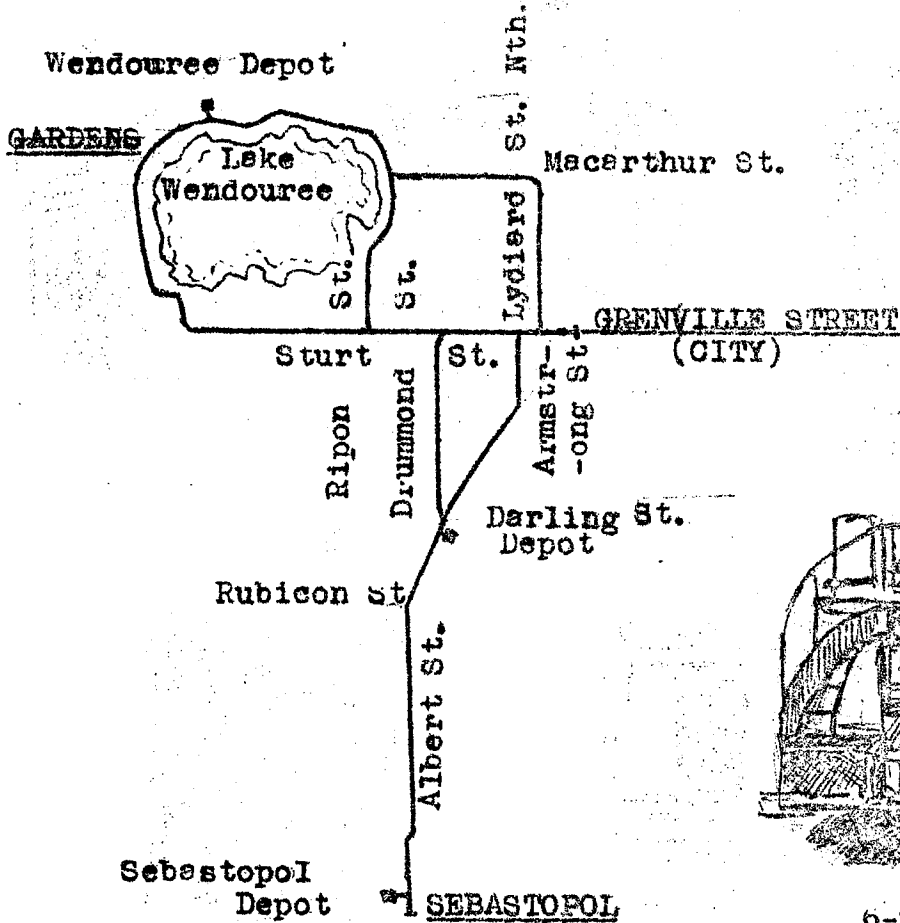 Wendouree Depot
GARDENS
Lake
Wendouree
St. Nth.
Macarthur St.
Lydiard
St.
St.
GRENVILLE STREET
(CITY)
Sturt St.
Armstr-
-ong St.
Ripon
Drummond
Darling St.
Depot
Rubicon St
Albert St.
Sebastopol
Depot
SEBASTOPOL